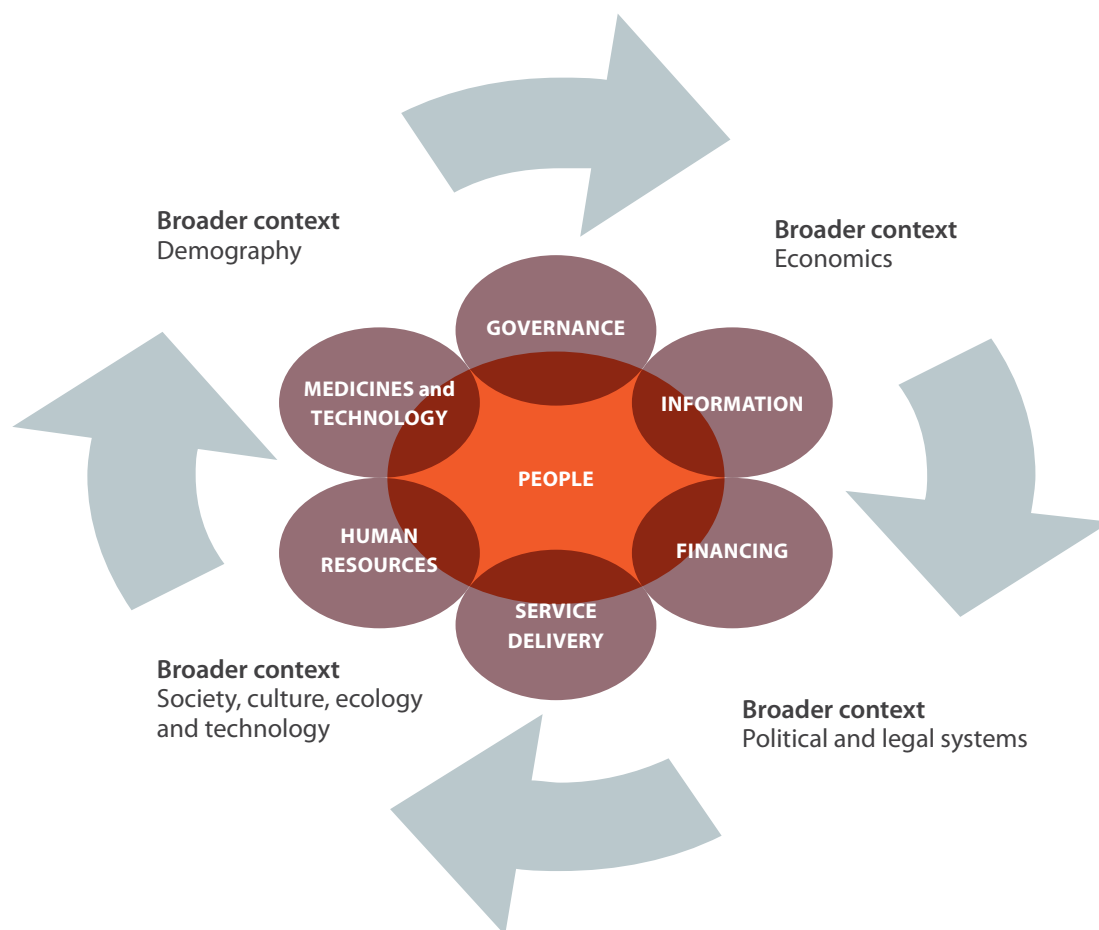 Broader context
Demography
Broader context
Economics
GOVERNANCE
MEDICINES and
TECHNOLOGY
INFORMATION
PEOPLE
HUMAN
RESOURCES
FINANCING
SERVICE
DELIVERY
Broader context
Society, culture, ecology
and technology
Broader context
Political and legal systems